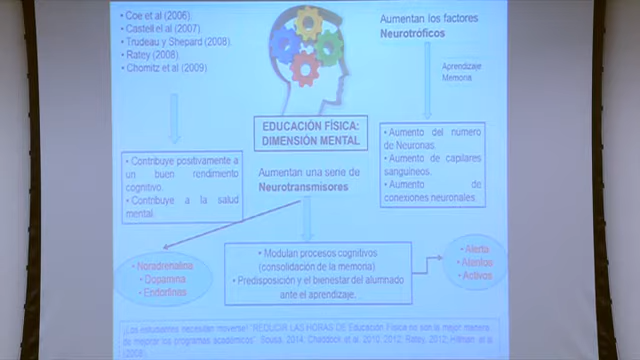 • Coe et al (2006).
• Castell el al (2007).
• Trudeau y Shepard (2008).
• Ratey (2008).
• Chomitz et al (2009)
Aumentan los factores
Neurotróficos
Aprendizaje
Memoria
EDUCACIÓN FÍSICA:
DIMENSIÓN MENTAL
• Contribuye positivamente a
un buen rendimiento
cognitivo.
• Contribuye a la salud
mental.
Aumentan una serie de
Neurotransmisores
• Aumento del numero
de Neuronas.
• Aumento de capilares
sanguíneos.
• Aumento de
conexiones neuronales.
• Noradrenalina
• Dopamina
• Endorfinas
• Modulan procesos cognitivos
(consolidación de la memoria)
• Predisposición y el bienestar del alumnado
ante el aprendizaje.
• Alerta
• Atentos
• Activos
¡Los estudiantes necesitan moverse! "REDUCIR LAS HORAS DE Educación Física no son la mejor manera
de mejorar los programas académicos". Sousa, 2014; Chaddock et al. 2010, 2012; Ratey, 2012; Hillman et al.
(2008).